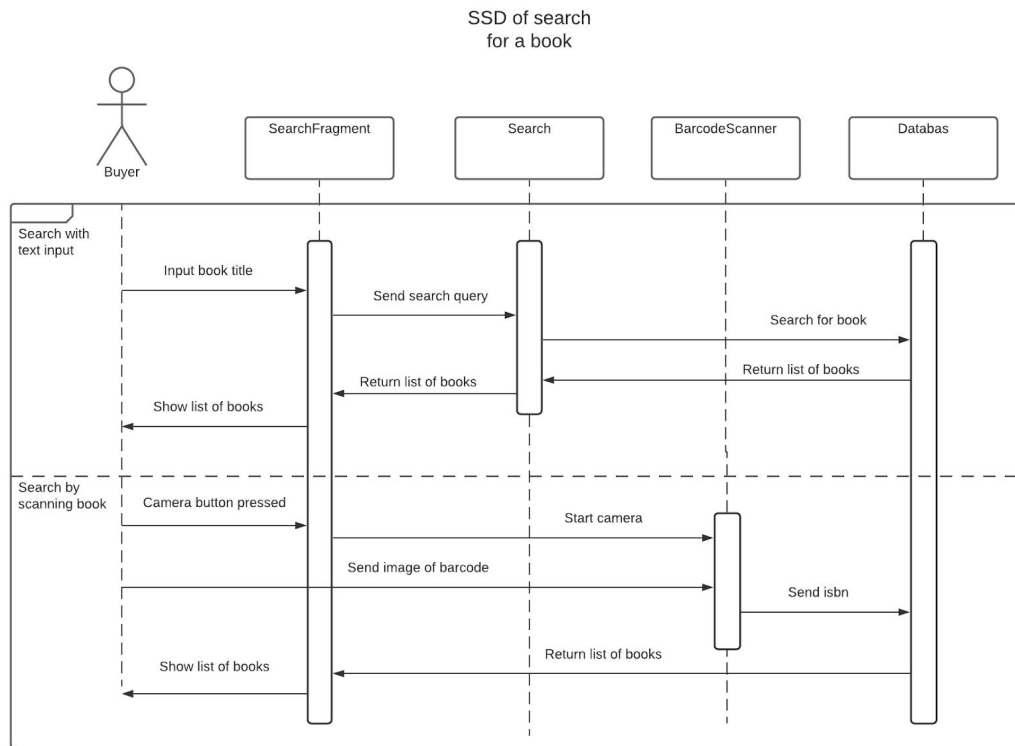 SSD of search
for a book
Buyer
SearchFragment
Search
BarcodeScanner
Databas
Search with
text input
Input book title
Send search query
Search for book
Return list of books
Return list of books
Show list of books
Search by
scanning book
Camera button pressed
Start camera
Send image of barcode
Send isbn
Return list of books
Show list of books